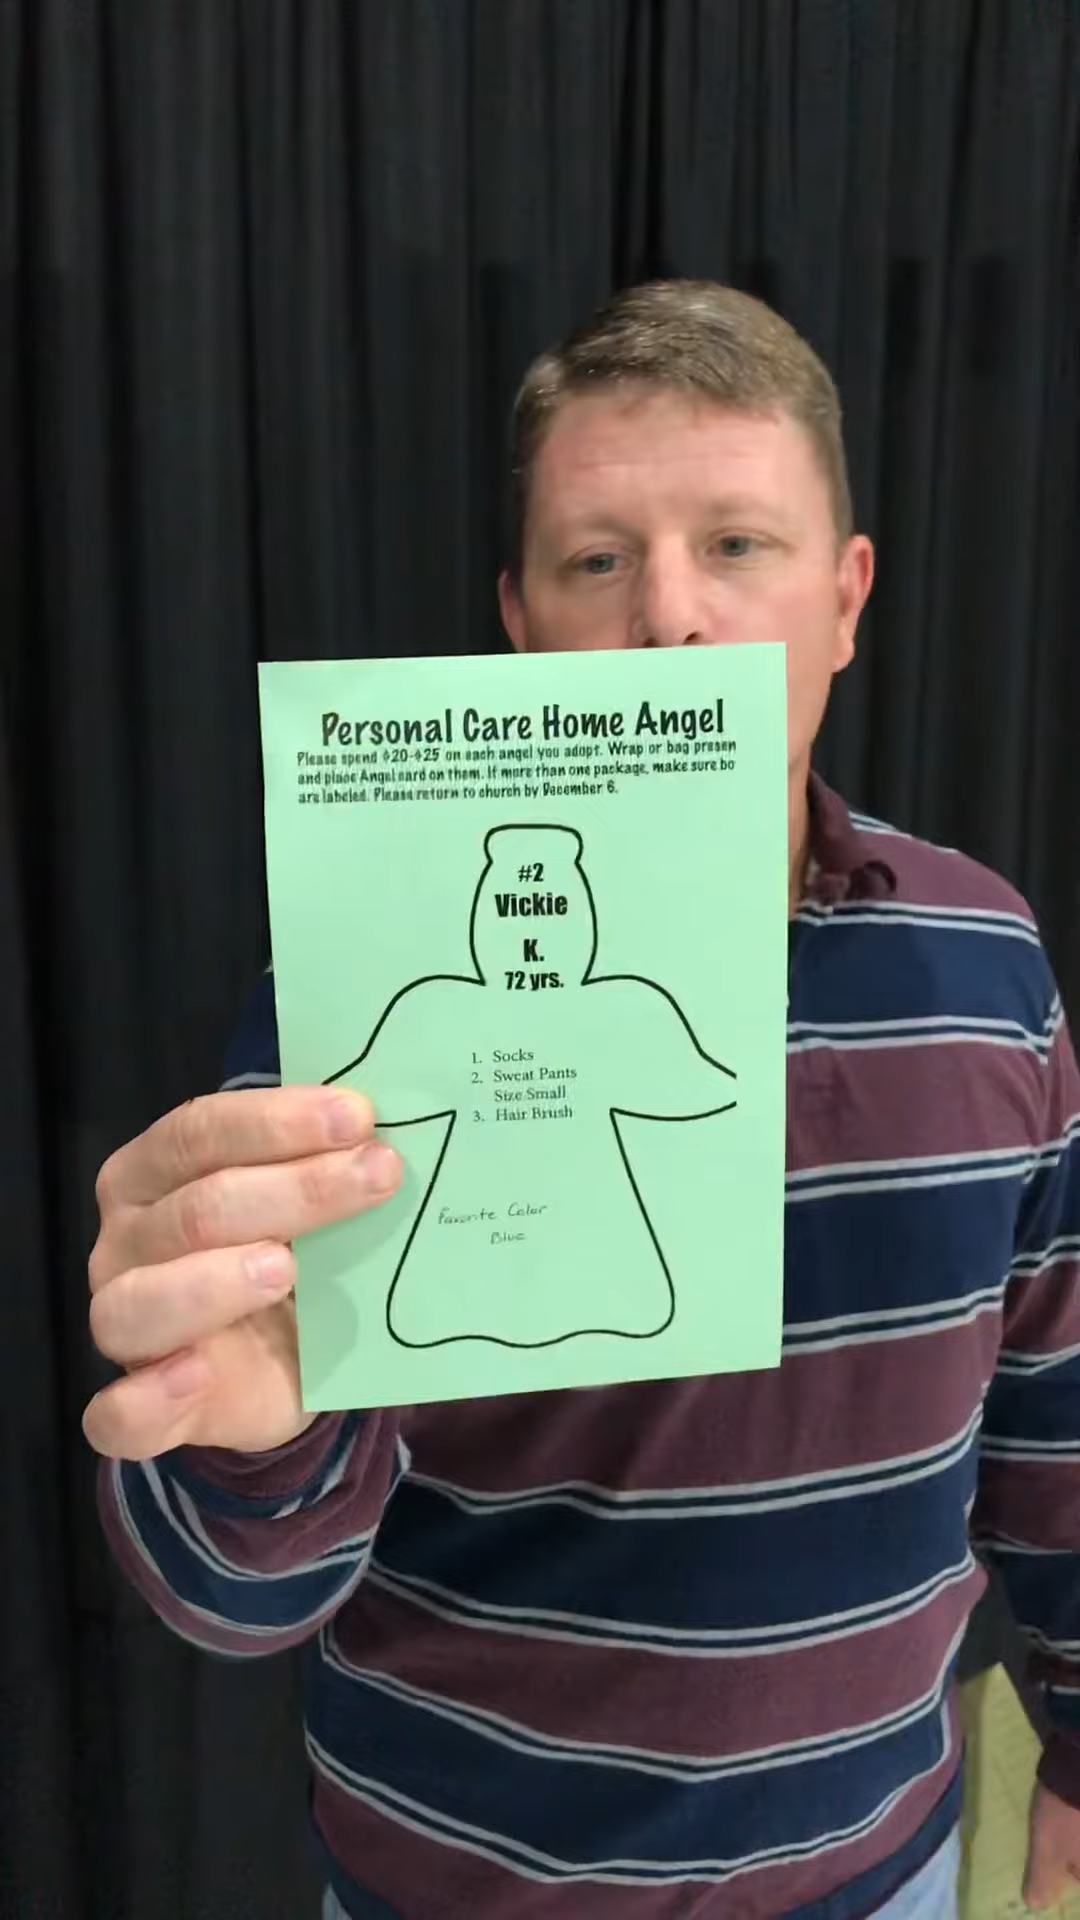 Personal Care Home Angel
Please spend $20-$25 on each angel you adopt. Wrap or bag presen
and place Angel card on them. If more than one package, make sure bo
are labeled. Please return to church by December 6.
#2
Vickie
K.
72 yrs.
1. Socks
2. Sweat Pants
Size Small
3. Hair Brush
Favorite Color
Blue